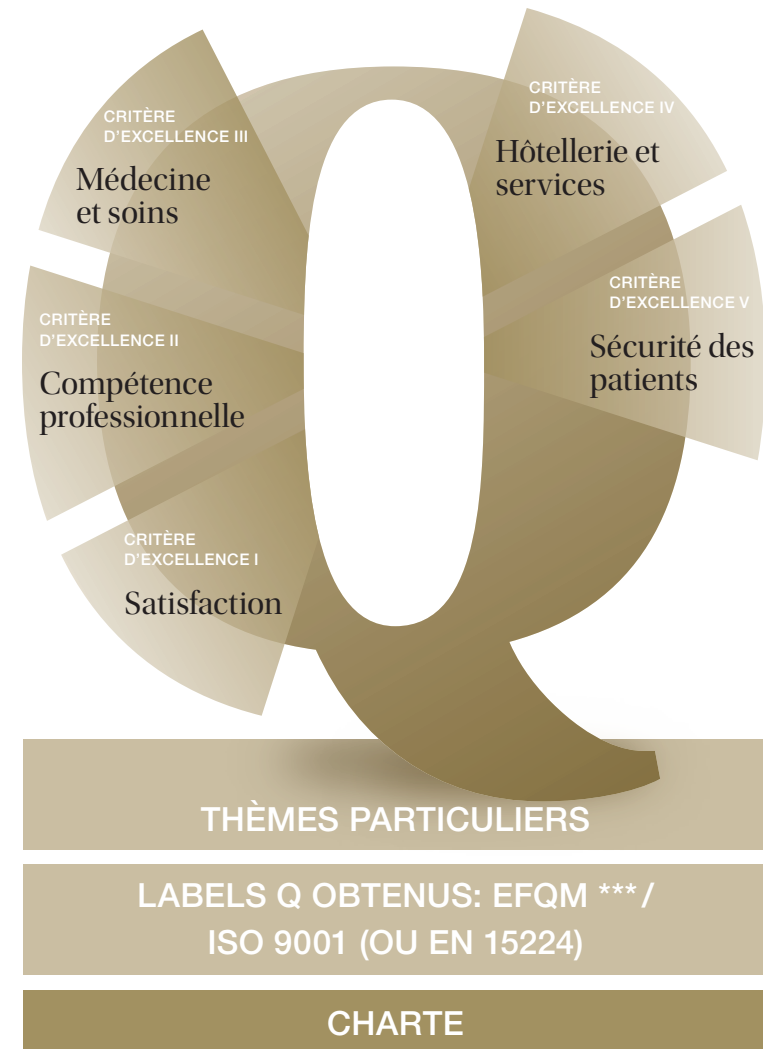 CRITÈRE
D'EXCELLENCE III
Médecine
et soins
CRITÈRE
D'EXCELLENCE IV
Hôtellerie et
services
CRITÈRE
D'EXCELLENCE II
Compétence
professionnelle
CRITÈRE
D'EXCELLENCE V
Sécurité des
patients
CRITÈRE
D'EXCELLENCE I
Satisfaction
Q
THÈMES PARTICULIERS
LABELS Q OBTENUS: EFQM ***/
ISO 9001 (OU EN 15224)
CHARTE